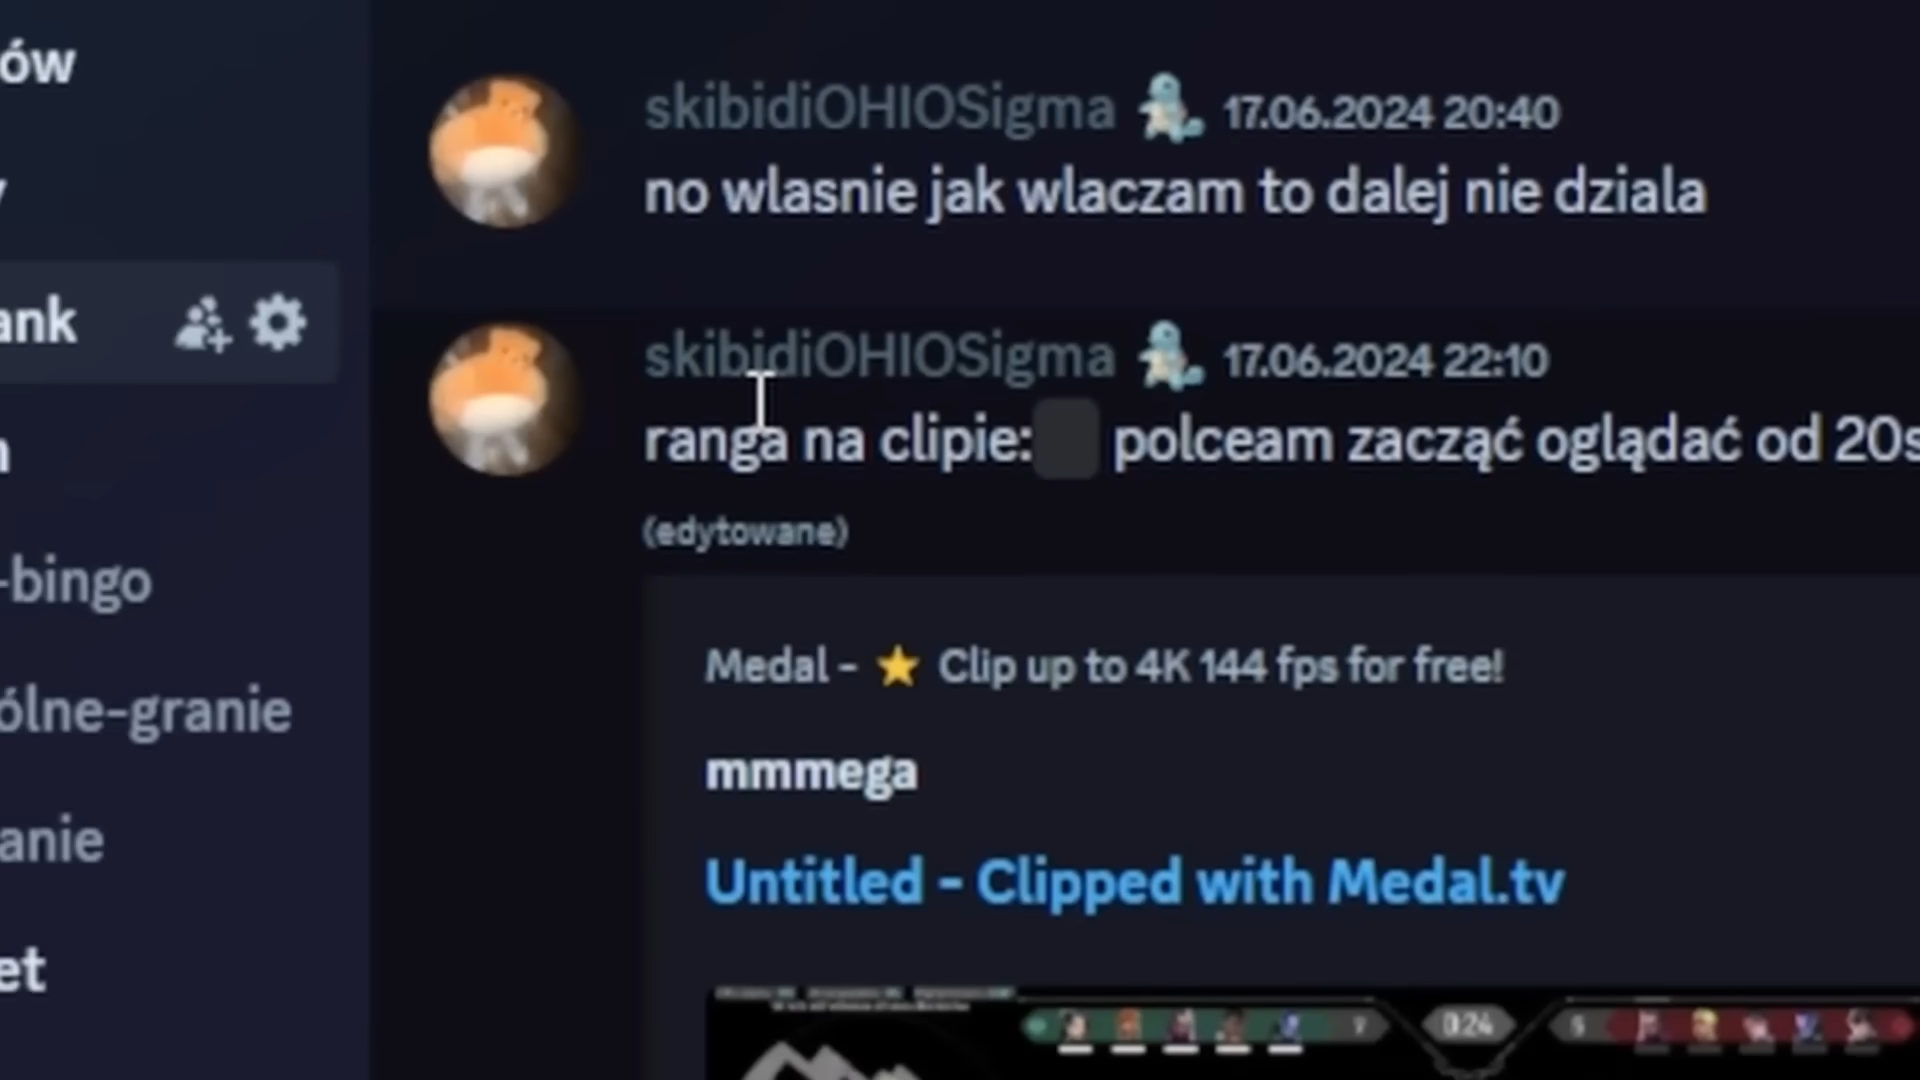 ów
skibidiOHIOSigma 17.06.2024 20:40
no wlasnie jak wlaczam to dalej nie dziala
ank
skibidiOHIOSigma 17.06.2024 22:10
ranga na clipie: polceam zacząć oglądać od 20s
(edytowane)
-bingo
Medal - ⭐ Clip up to 4K 144 fps for free!
ólne-granie
mmmega
anie
Untitled - Clipped with Medal.tv
et
0:24